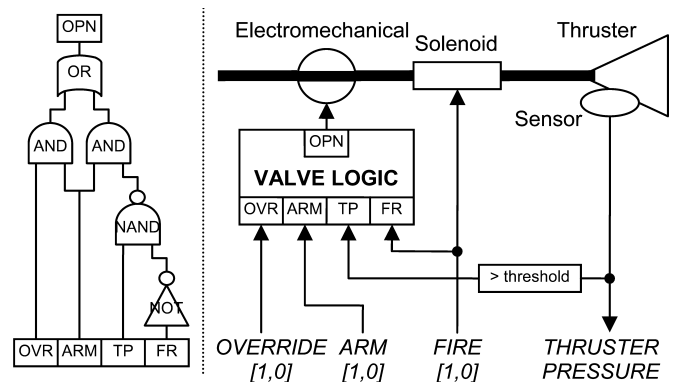 OPN
OR
AND AND
NAND
NOT
OVR ARM TP FR
Electromechanical
Solenoid
Thruster
Sensor
OPN
VALVE LOGIC
OVR ARM TP FR
> threshold
OVERRIDE ARM FIRE THRUSTER
[1,0] [1,0] [1,0] PRESSURE